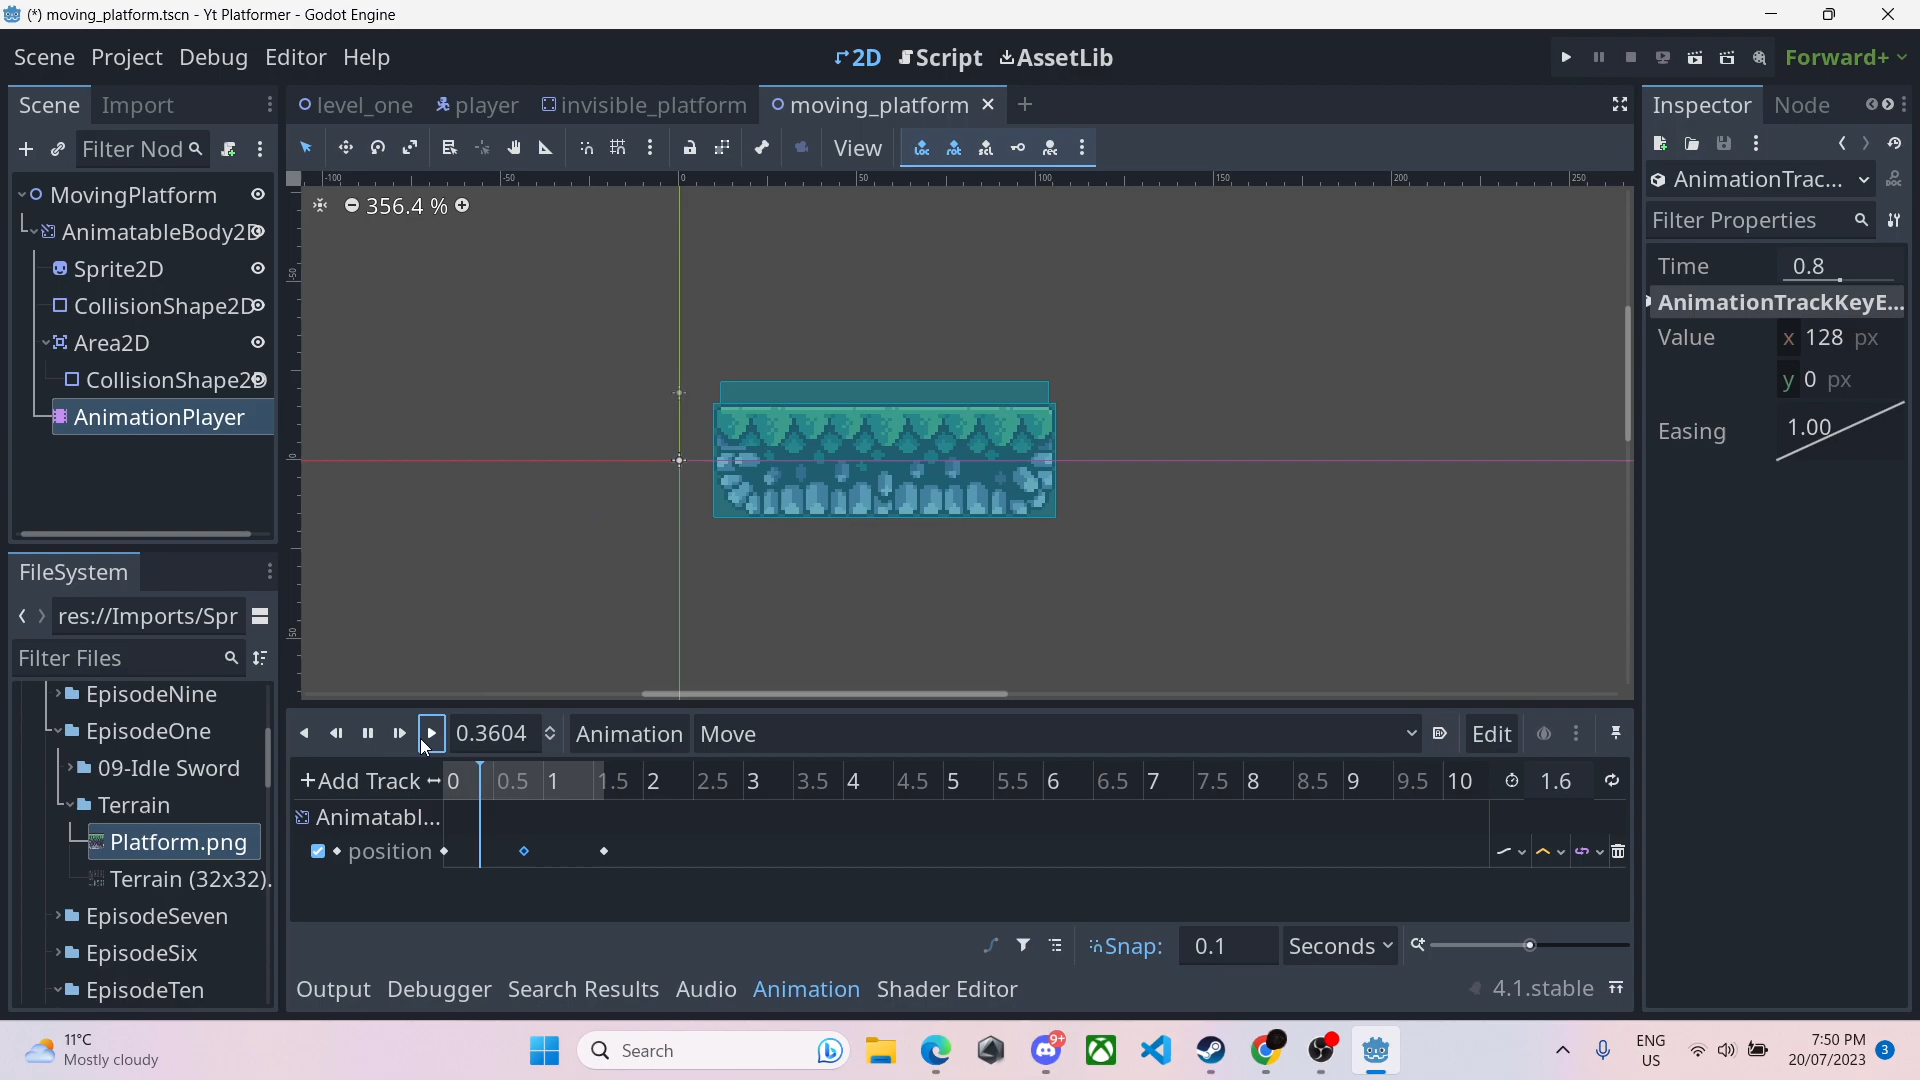 (*) moving_platform.tscn - Yt Platformer - Godot Engine
Scene Project Debug Editor Help
2D Script AssetLib
Forward+
Scene Import
level_one player invisible_platform moving_platform
Inspector Node
Filter Nod
View
MovingPlatform
AnimatableBody2D
Sprite2D
CollisionShape2D
Area2D
CollisionShape2D
AnimationPlayer
-100 -50 0 50 100 150 200 250
-50
0
50
356.4 %
AnimationTrac...
Filter Properties
Time 0.8
AnimationTrackKeyE...
Value x 128 px
y 0 px
Easing 1.00
FileSystem
res://Imports/Spr
Filter Files
EpisodeNine
EpisodeOne
09-Idle Sword
Terrain
Platform.png
Terrain (32x32).
EpisodeSeven
EpisodeSix
EpisodeTen
0.3604 Animation Move Edit
Add Track 0 0.5 1 1.5 2 2.5 3 3.5 4 4.5 5 5.5 6 6.5 7 7.5 8 8.5 9 9.5 10 1.6
Animatabl...
position
Snap: 0.1 Seconds
Output Debugger Search Results Audio Animation Shader Editor 4.1.stable
11°C
Mostly cloudy
Search
9+
ENG
US
7:50 PM
20/07/2023
3